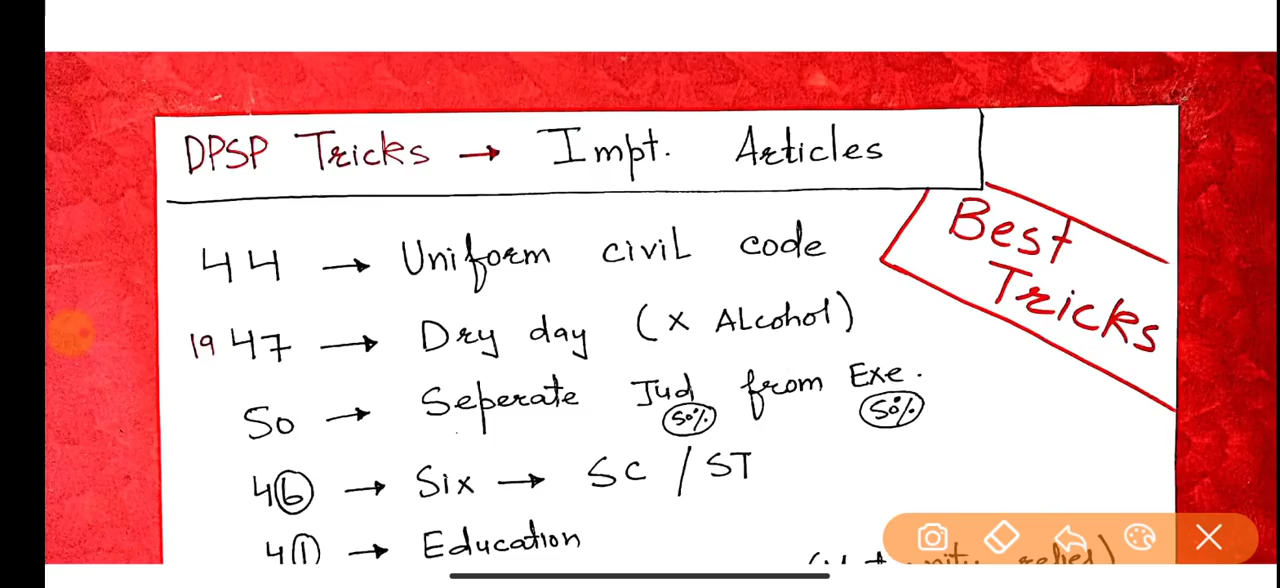 DPSP Tricks → Impt. Articles
Best
Tricks
44 → Uniform civil code
1947 → Dry day (x ALcohol)
50 → Seperate Jud from Exe.
50% 50%
46 → Six → SC / ST
41 → Education
relief)